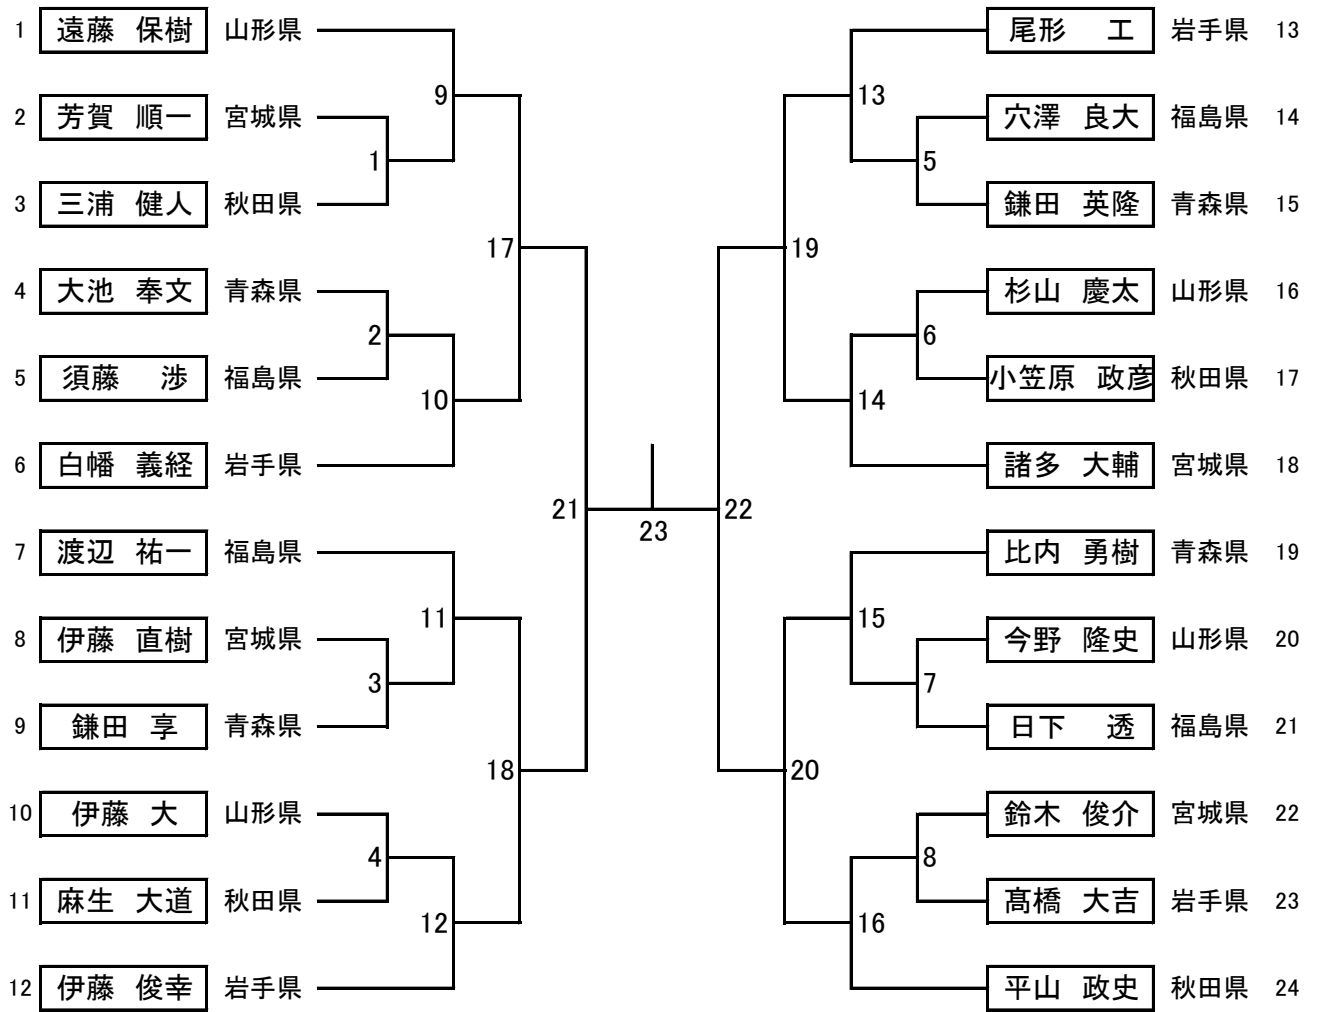 1 遠藤 保樹 山形県
2 芳賀 順一 宮城県
3 三浦 健人 秋田県
4 大池 奉文 青森県
5 須藤 渉 福島県
6 白幡 義経 岩手県
7 渡辺 祐一 福島県
8 伊藤 直樹 宮城県
9 鎌田 享 青森県
10 伊藤 大 山形県
11 麻生 大道 秋田県
12 伊藤 俊幸 岩手県
1
2
3
4
9
10
11
12
17
18
21
23
22
19
20
13
14
15
16
5
6
7
8
尾形 工 岩手県 13
穴澤 良大 福島県 14
鎌田 英隆 青森県 15
杉山 慶太 山形県 16
小笠原 政彦 秋田県 17
諸多 大輔 宮城県 18
比内 勇樹 青森県 19
今野 隆史 山形県 20
日下 透 福島県 21
鈴木 俊介 宮城県 22
髙橋 大吉 岩手県 23
平山 政史 秋田県 24